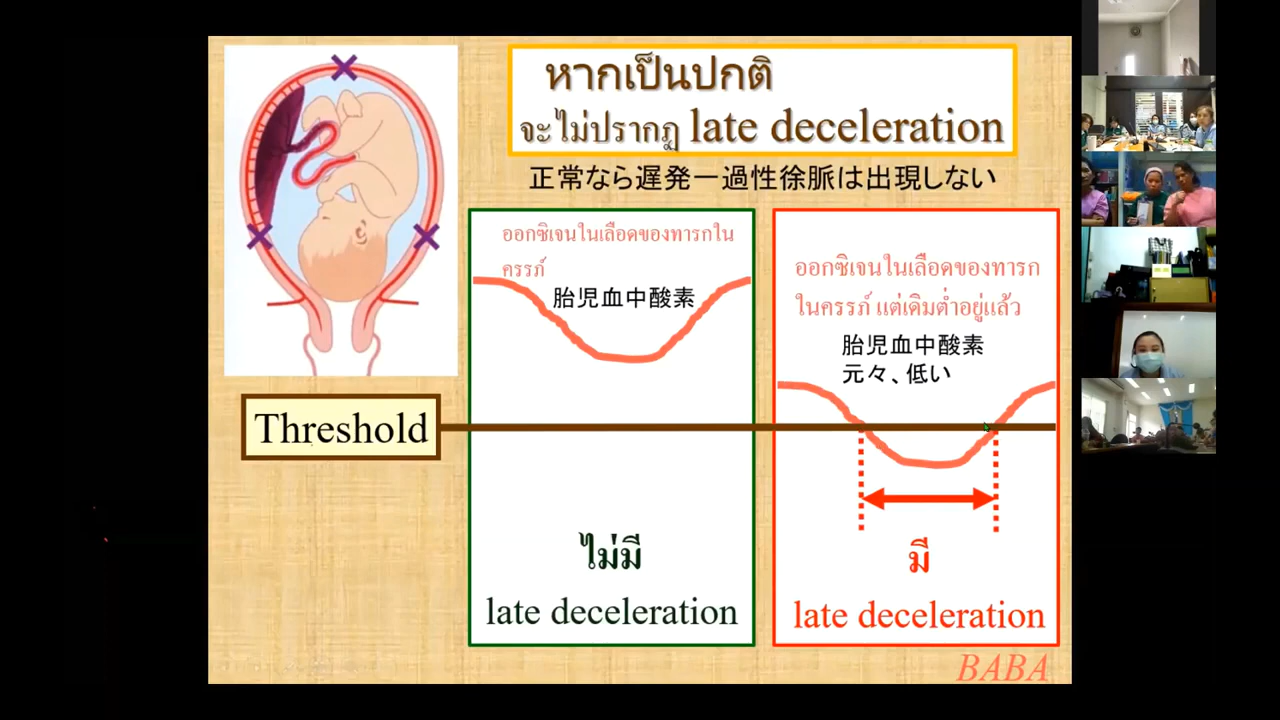 หากเป็นปกติ
จะไม่ปรากฏ late deceleration
正常なら遅発一過性徐脈は出現しない
ออกซิเจนในเลือดของทารกใน
ครรภ์
胎児血中酸素
ออกซิเจนในเลือดของทารก
ในครรภ์ แต่เดิมต่ำอยู่แล้ว
胎児血中酸素
元々、低い
Threshold
ไม่มี
late deceleration
มี
late deceleration
BABA